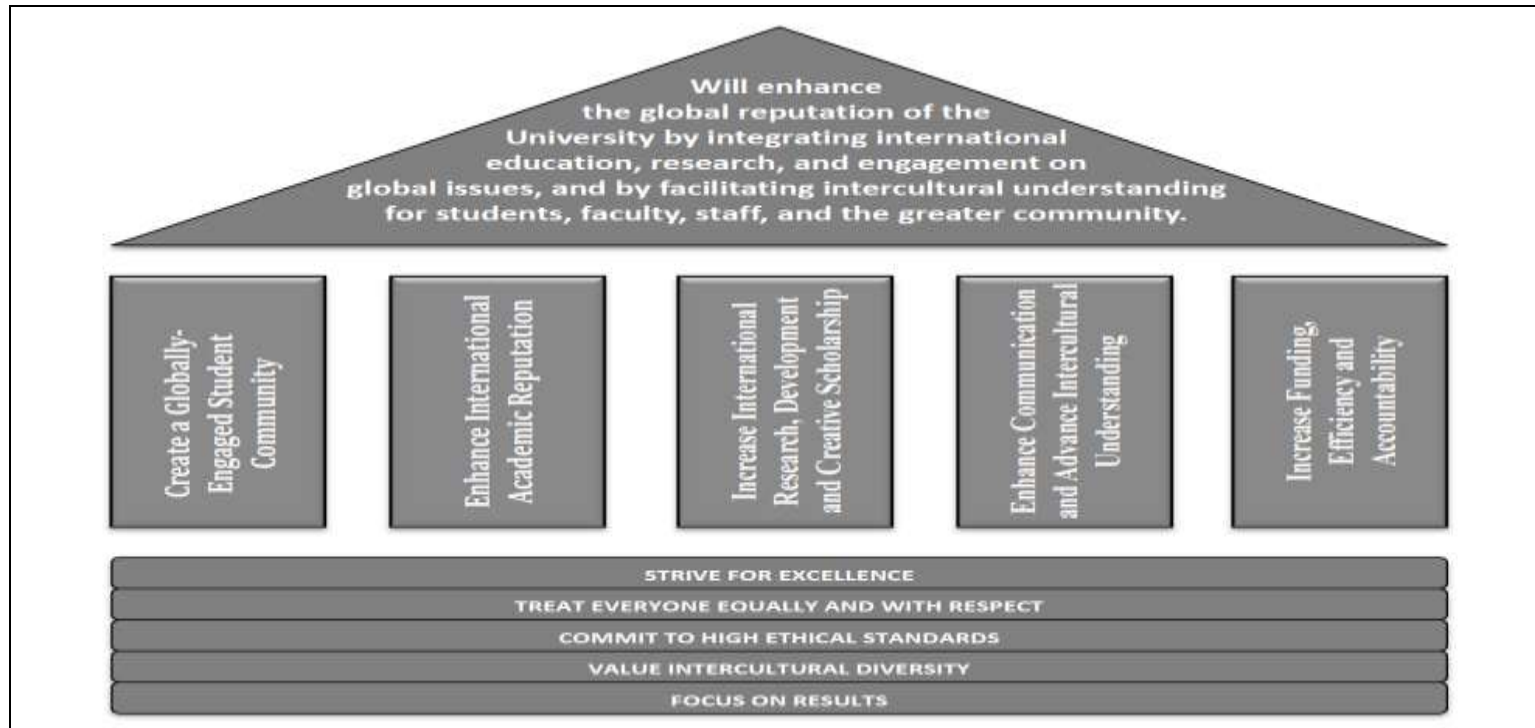 Will enhance
the global reputation of the
University by integrating international
education, research, and engagement on
global issues, and by facilitating intercultural understanding
for students, faculty, staff, and the greater community.
Create a Globally-
Engaged Student
Community
Enhance International
Academic Reputation
Increase International
Research, Development
and Creative Scholarship
Enhance Communication
and Advance Intercultural
Understanding
Increase Funding,
Efficiency and
Accountability
STRIVE FOR EXCELLENCE
TREAT EVERYONE EQUALLY AND WITH RESPECT
COMMIT TO HIGH ETHICAL STANDARDS
VALUE INTERCULTURAL DIVERSITY
FOCUS ON RESULTS